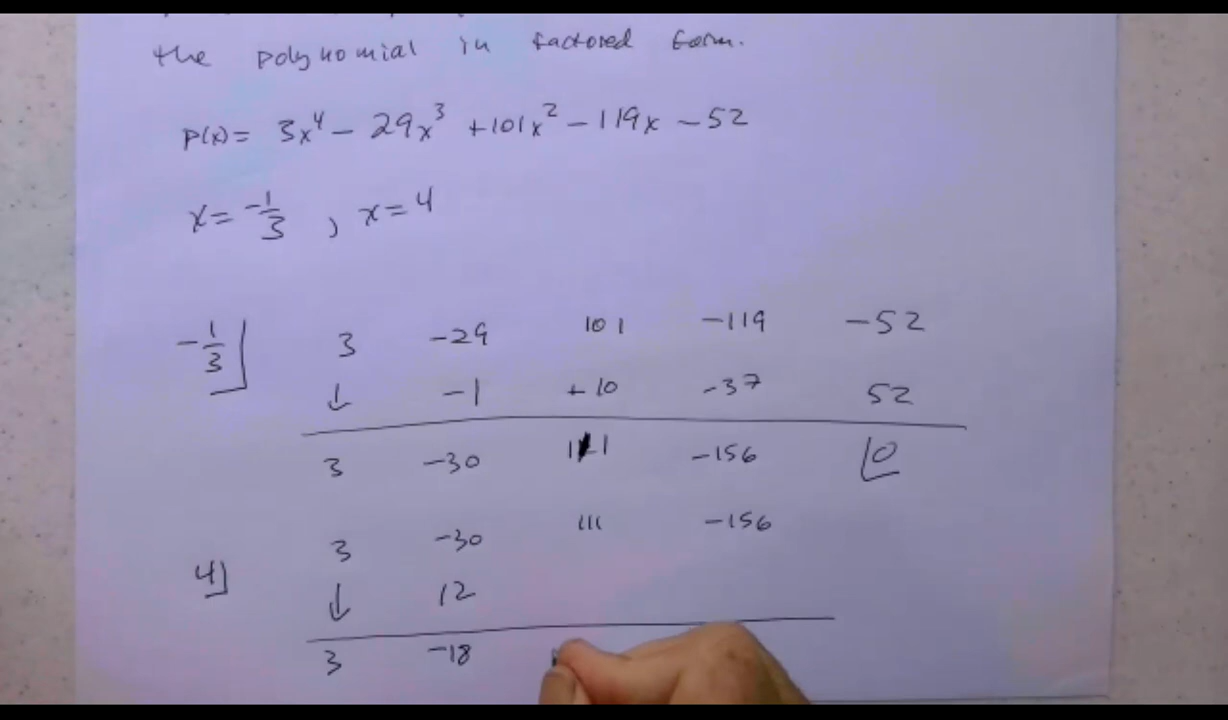 the polynomial in factored form.
P(x)= 3x⁴ - 29x³ +101x² -119x -52
x= -1/3 , x=4
-1/3 3 -29 101 -119 -52
↓ -1 +10 -37 52
3 -30 111 -156 0
4 3 -30 111 -156
↓ 12
3 -18